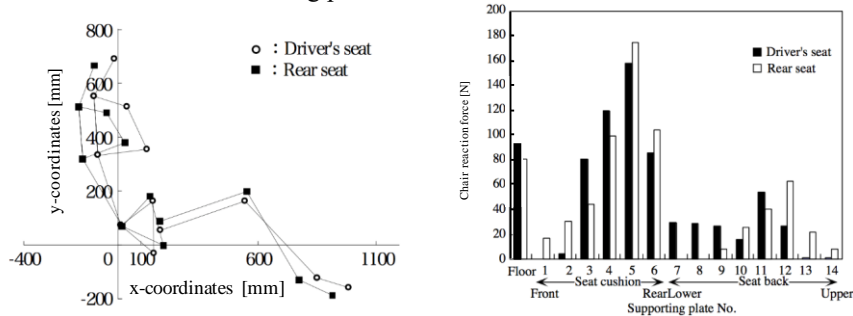 800
600
400
200
-200
-400
0
100
600
1100
y-coordinates [mm]
x-coordinates [mm]
: Driver's seat
: Rear seat
200
180
160
140
120
100
80
60
40
20
0
Chair reaction force [N]
Driver's seat
Rear seat
Floor 1 2 3 4 5 6 7 8 9 10 11 12 13 14
Seat cushion Seat back
Front Rear Lower Upper
Supporting plate No.